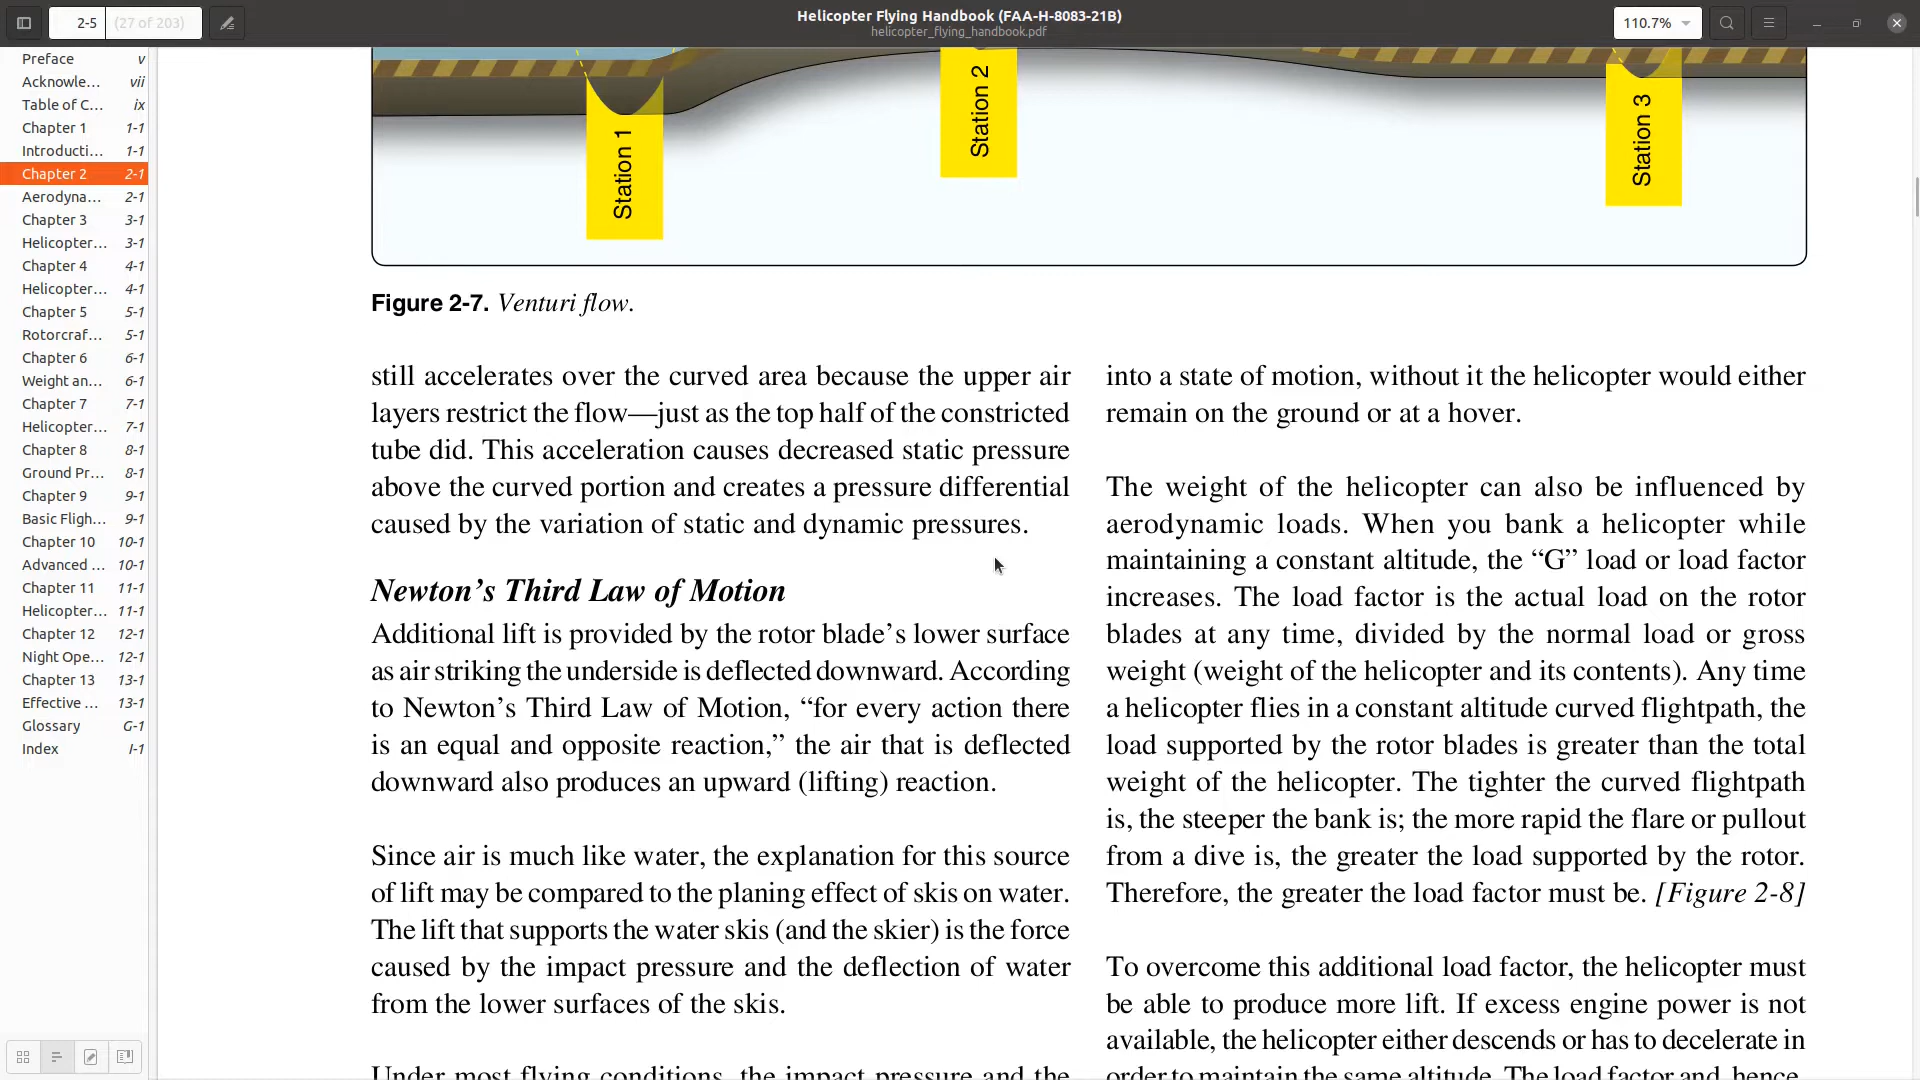 2-5
(27 of 203)
Helicopter Flying Handbook (FAA-H-8083-21B)
helicopter_flying_handbook.pdf
110.7%
Preface v
Acknowle... vii
Table of C... ix
Chapter 1 1-1
Introducti... 1-1
Chapter 2 2-1
Aerodyna... 2-1
Chapter 3 3-1
Helicopter... 3-1
Chapter 4 4-1
Helicopter... 4-1
Chapter 5 5-1
Rotorcraf... 5-1
Chapter 6 6-1
Weight an... 6-1
Chapter 7 7-1
Helicopter... 7-1
Chapter 8 8-1
Ground Pr... 8-1
Chapter 9 9-1
Basic Fligh... 9-1
Chapter 10 10-1
Advanced ... 10-1
Chapter 11 11-1
Helicopter... 11-1
Chapter 12 12-1
Night Ope... 12-1
Chapter 13 13-1
Effective ... 13-1
Glossary G-1
Index I-1
Station 1
Station 2
Station 3
Figure 2-7. Venturi flow.
still accelerates over the curved area because the upper air
layers restrict the flow—just as the top half of the constricted
tube did. This acceleration causes decreased static pressure
above the curved portion and creates a pressure differential
caused by the variation of static and dynamic pressures.
Newton’s Third Law of Motion
Additional lift is provided by the rotor blade’s lower surface
as air striking the underside is deflected downward. According
to Newton’s Third Law of Motion, “for every action there
is an equal and opposite reaction,” the air that is deflected
downward also produces an upward (lifting) reaction.
Since air is much like water, the explanation for this source
of lift may be compared to the planing effect of skis on water.
The lift that supports the water skis (and the skier) is the force
caused by the impact pressure and the deflection of water
from the lower surfaces of the skis.
Under most flying conditions, the impact pressure and the
into a state of motion, without it the helicopter would either
remain on the ground or at a hover.
The weight of the helicopter can also be influenced by
aerodynamic loads. When you bank a helicopter while
maintaining a constant altitude, the “G” load or load factor
increases. The load factor is the actual load on the rotor
blades at any time, divided by the normal load or gross
weight (weight of the helicopter and its contents). Any time
a helicopter flies in a constant altitude curved flightpath, the
load supported by the rotor blades is greater than the total
weight of the helicopter. The tighter the curved flightpath
is, the steeper the bank is; the more rapid the flare or pullout
from a dive is, the greater the load supported by the rotor.
Therefore, the greater the load factor must be. [Figure 2-8]
To overcome this additional load factor, the helicopter must
be able to produce more lift. If excess engine power is not
available, the helicopter either descends or has to decelerate in
order to maintain the same altitude. The load factor and, hence,